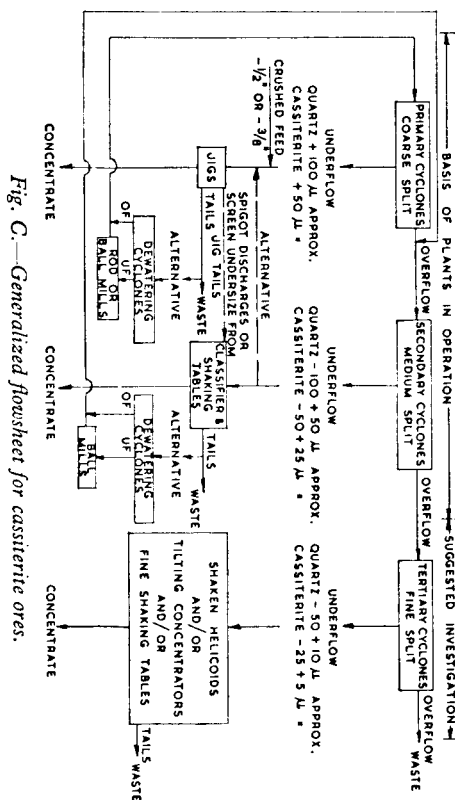 BASIS OF PLANTS IN OPERATION
SUGGESTED INVESTIGATION
PRIMARY CYCLONES
COARSE SPLIT
OVERFLOW
SECONDARY CYCLONES
MEDIUM SPLIT
OVERFLOW
TERTIARY CYCLONES
FINE SPLIT
OVERFLOW
WASTE
UNDERFLOW
QUARTZ + 100 μ APPROX.
CASSITERITE + 50 μ "
UNDERFLOW
QUARTZ - 100 + 50 μ APPROX.
CASSITERITE - 50 + 25 μ "
UNDERFLOW
QUARTZ - 50 + 10 μ APPROX.
CASSITERITE - 25 + 5 μ "
CRUSHED FEED
-1/2" OR - 3/8"
ALTERNATIVE
SPIGOT DISCHARGES OR
SCREEN UNDERSIZE FROM
JIG TAILS
JIGS
TAILS
WASTE
ALTERNATIVE
DEWATERING
CYCLONES
OF
UF
ROD OR
BALL MILLS
CONCENTRATE
CLASSIFIER &
SHAKING
TABLES
TAILS
WASTE
ALTERNATIVE
DEWATERING
CYCLONES
OF
UF
BALL
MILLS
CONCENTRATE
SHAKEN HELICOIDS
AND/OR
TILTING CONCENTRATORS
AND/OR
FINE SHAKING TABLES
TAILS
WASTE
CONCENTRATE
Fig. C.—Generalized flowsheet for cassiterite ores.